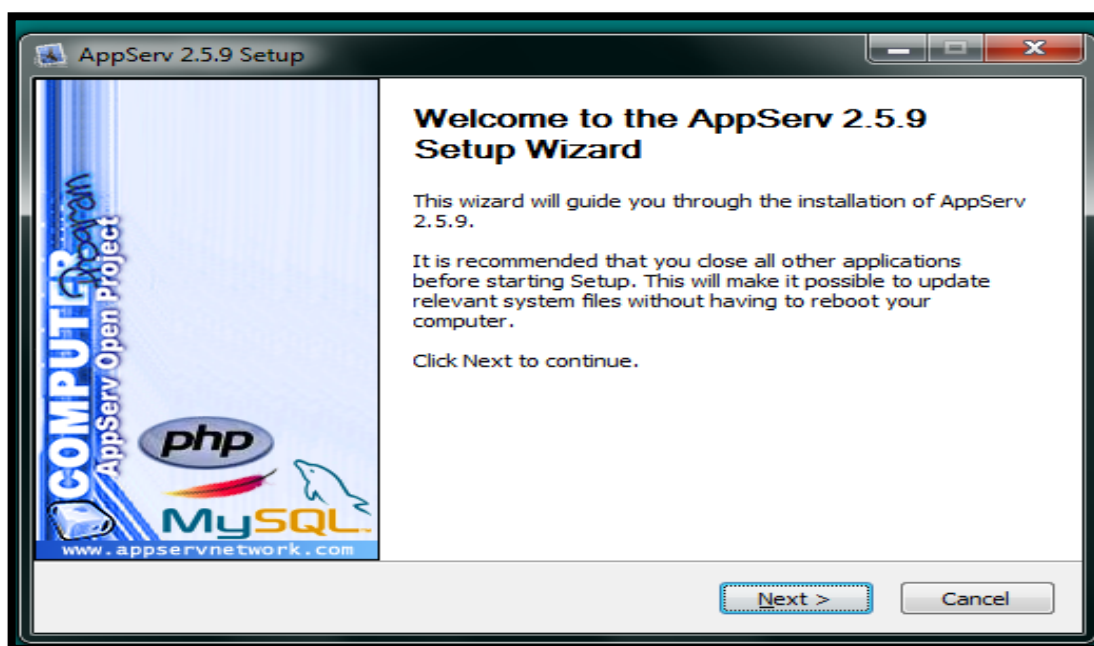 AppServ 2.5.9 Setup
Welcome to the AppServ 2.5.9
Setup Wizard
This wizard will guide you through the installation of AppServ
2.5.9.
It is recommended that you close all other applications
before starting Setup. This will make it possible to update
relevant system files without having to reboot your
computer.
Click Next to continue.
COMPUTER
Program
AppServ Open Project
php
MySQL
www.appservnetwork.com
Next >
Cancel